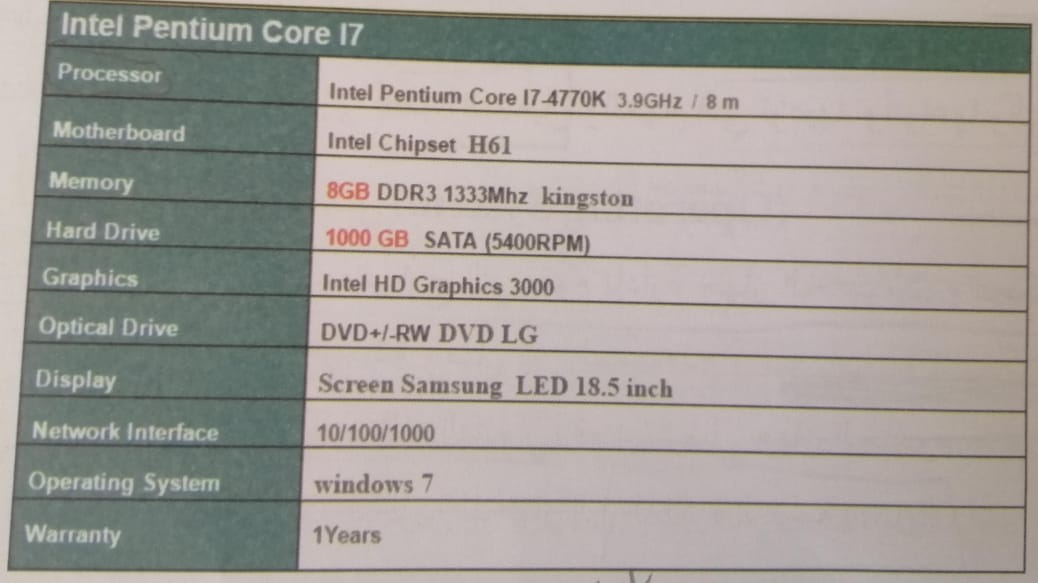 Intel Pentium Core I7
Processor Intel Pentium Core I7-4770K 3.9GHz / 8 m
Motherboard Intel Chipset H61
Memory 8GB DDR3 1333Mhz kingston
Hard Drive 1000 GB SATA (5400RPM)
Graphics Intel HD Graphics 3000
Optical Drive DVD+/-RW DVD LG
Display Screen Samsung LED 18.5 inch
Network Interface 10/100/1000
Operating System windows 7
Warranty 1Years